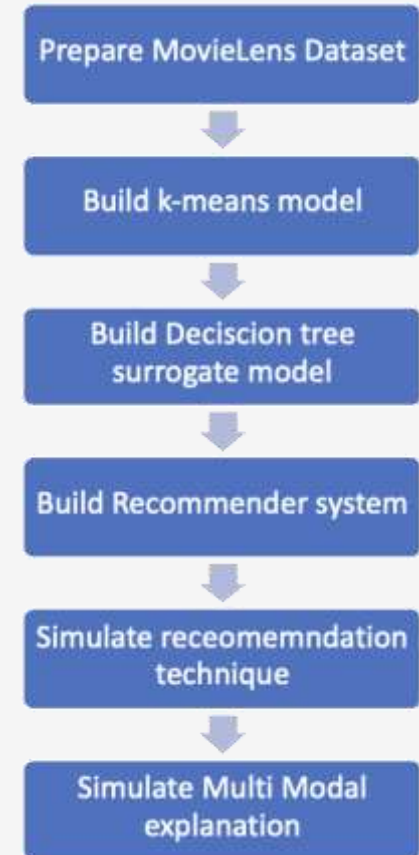 Prepare MovieLens Dataset
Build k-means model
Build Deciscion tree
surrogate model
Build Recommender system
Simulate receomemndation
technique
Simulate Multi Modal
explanation